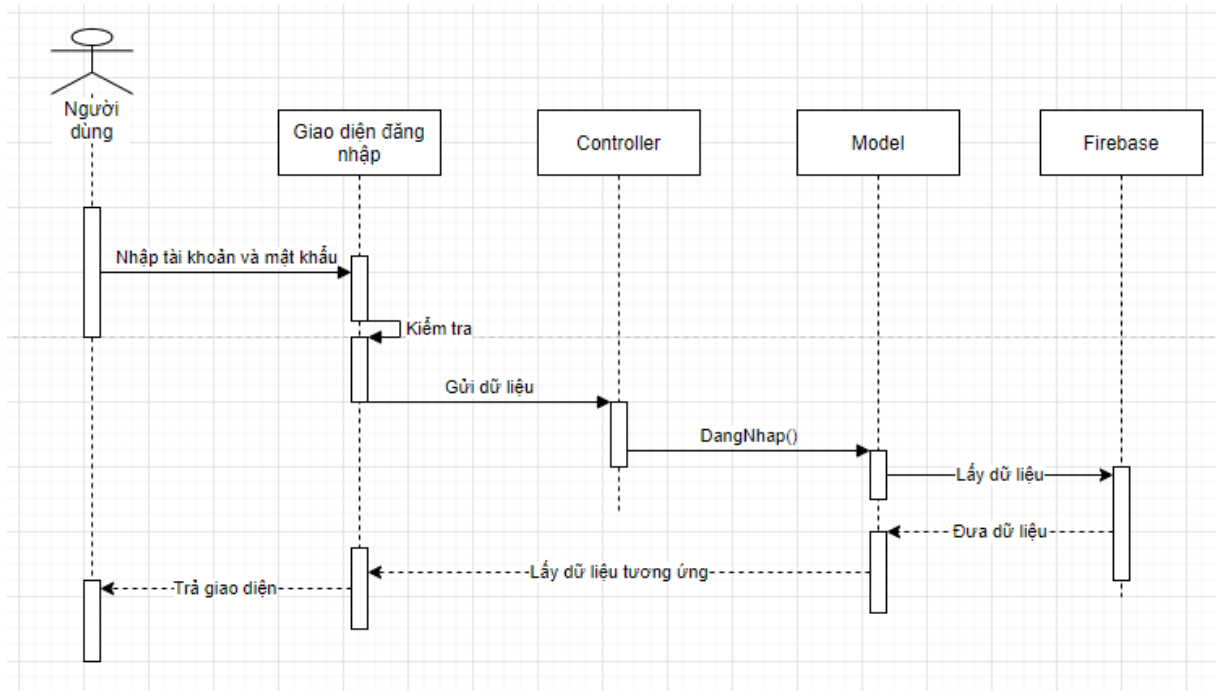 Người
dùng
Giao diện đăng
nhập
Controller
Model
Firebase
Nhập tài khoản và mật khẩu
Kiểm tra
Gửi dữ liệu
DangNhap()
Lấy dữ liệu
Đưa dữ liệu
Lấy dữ liệu tương ứng
Trả giao diện